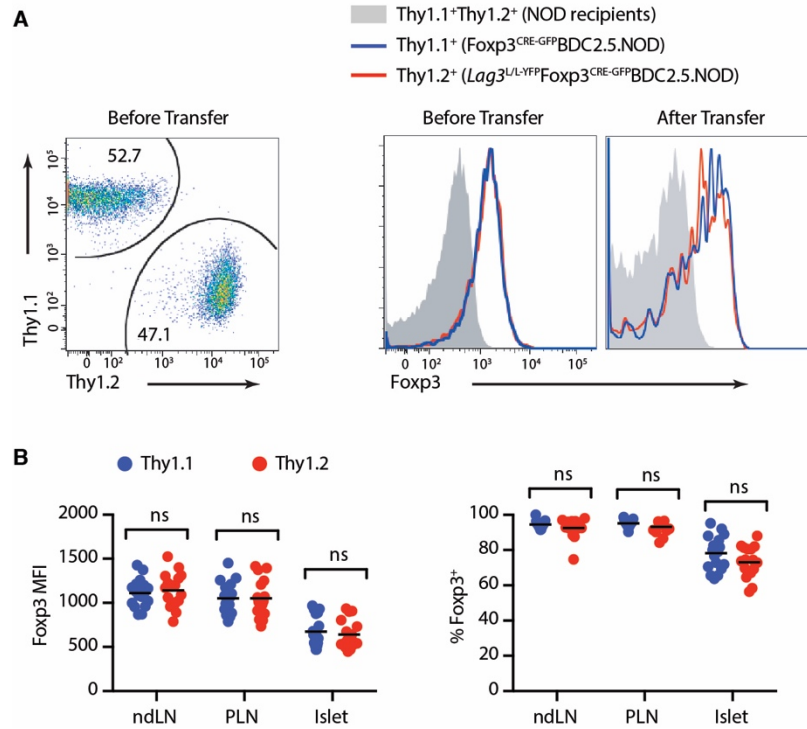 A
Thy1.1⁺Thy1.2⁺ (NOD recipients)
Thy1.1⁺ (Foxp3ᶜᴿᴱ⁻ᴳᶠᴾBDC2.5.NOD)
Thy1.2⁺ (Lag3ᴸ/ᴸ⁻ʸᶠᴾFoxp3ᶜᴿᴱ⁻ᴳᶠᴾBDC2.5.NOD)
Before Transfer
Before Transfer
After Transfer
52.7
47.1
10⁵
10⁴
10³
10²
0
Thy1.1
0 10² 10³ 10⁴ 10⁵
Thy1.2
0 10² 10³ 10⁴ 10⁵
Foxp3
B
Thy1.1
Thy1.2
ns
ns
ns
2000
1500
1000
500
0
Foxp3 MFI
ndLN PLN Islet
ns
ns
ns
100
80
60
40
20
0
% Foxp3⁺
ndLN PLN Islet